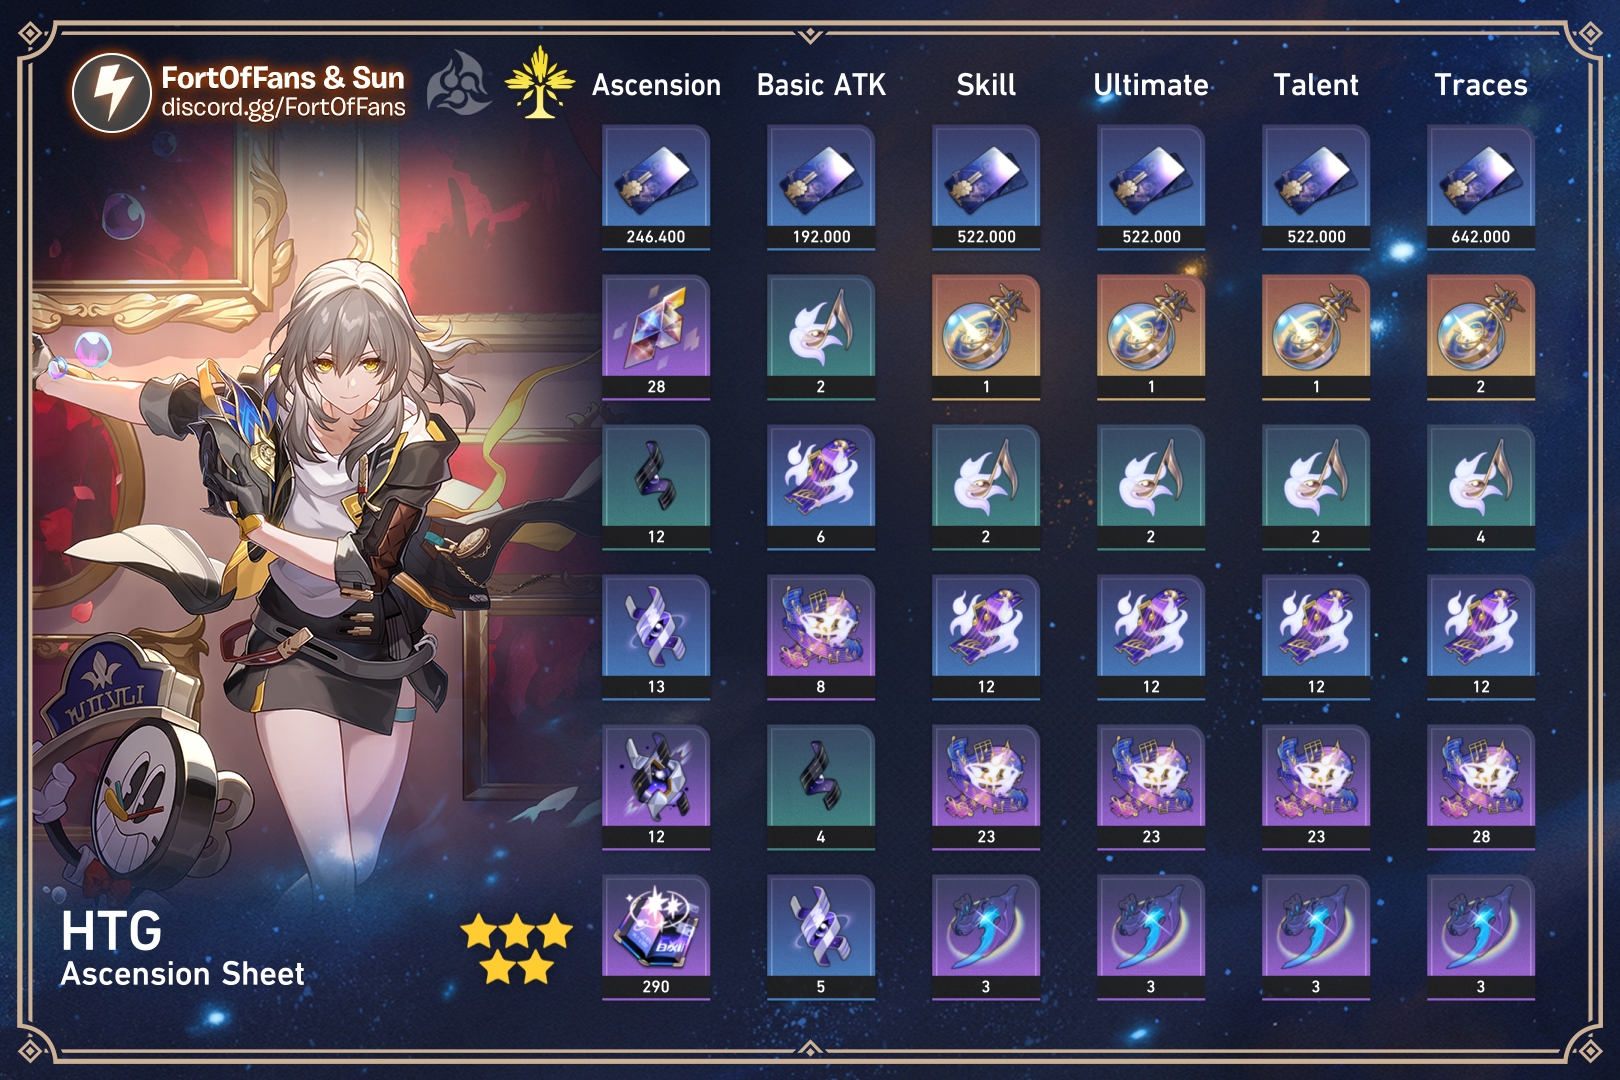 FortOfFans & Sun
discord.gg/FortOfFans
Ascension Basic ATK Skill Ultimate Talent Traces
246.400 192.000 522.000 522.000 522.000 642.000
28 2 1 1 1 2
12 6 2 2 2 4
13 8 12 12 12 12
12 4 23 23 23 28
290 5 3 3 3 3
HTG
Ascension Sheet